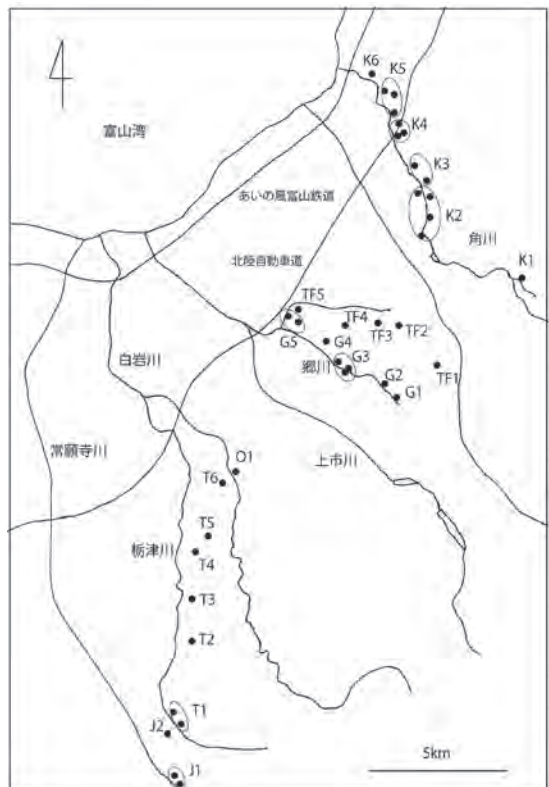 K6
K5
富山湾
K4
K3
あいの風富山鉄道
K2
角川
北陸自動車道
K1
TF5
TF4
TF3
TF2
G5
G4
白岩川
郷川
G3
TF1
G2
G1
常願寺川
O1
上市川
T6
T5
栃津川
T4
T3
T2
T1
J2
5km
J1